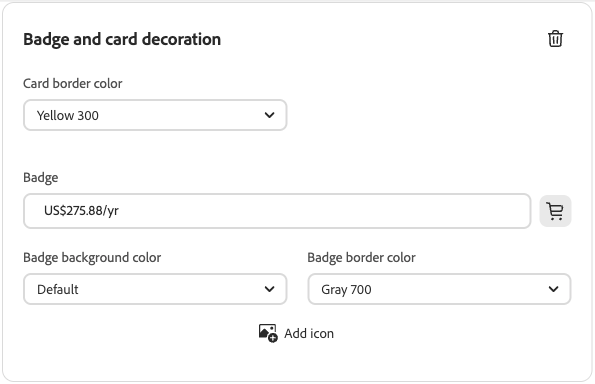 Badge and card decoration
Card border color
Yellow 300
Badge
US$275.88/yr
Badge background color
Badge border color
Default
Gray 700
Add icon